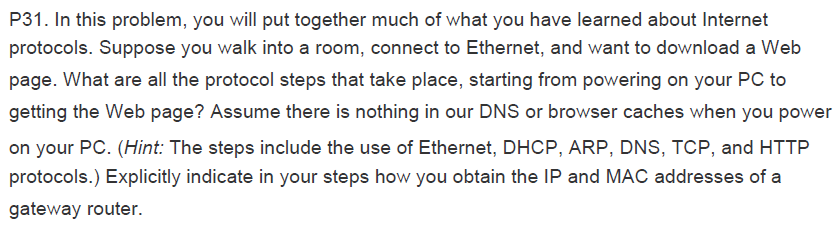 P31. In this problem, you will put together much of what you have learned about Internet
protocols. Suppose you walk into a room, connect to Ethernet, and want to download a Web
page. What are all the protocol steps that take place, starting from powering on your PC to
getting the Web page? Assume there is nothing in our DNS or browser caches when you power
on your PC. (Hint: The steps include the use of Ethernet, DHCP, ARP, DNS, TCP, and HTTP
protocols.) Explicitly indicate in your steps how you obtain the IP and MAC addresses of a
gateway router.